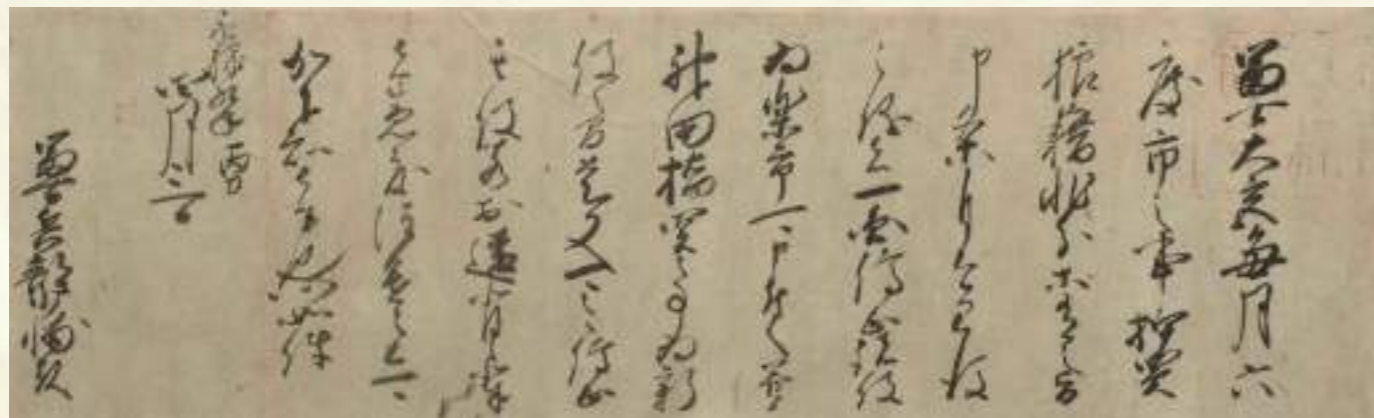 富士大宮毎月六
度市之事押買
狼藉非分等有之旨
申条自今已後
之儀者一円停止諸役
為楽市可申付之并
神田橋関之事為新
役之間是又可令停止
其役若於違背之輩
者急度注進之上可
加下知者也仍如件
永禄九年丙寅
四月三日
富士兵部少輔殿